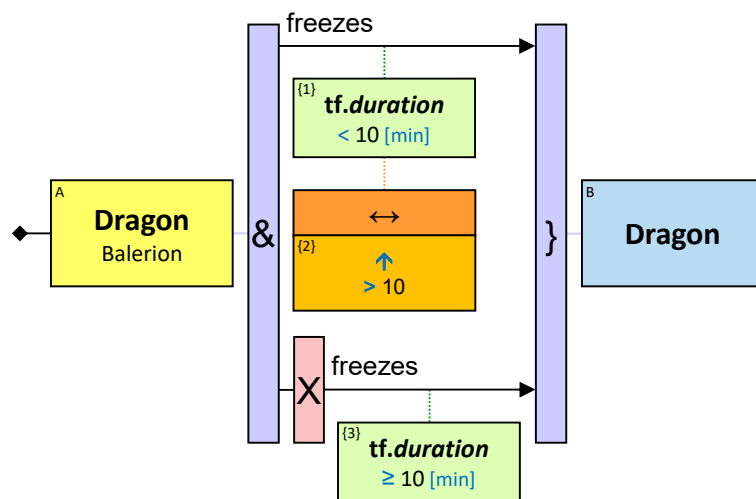 freezes
{1}
tf.duration
< 10 [min]
A
Dragon
Balerion
&
↔
{2}
↑
> 10
}
B
Dragon
X
freezes
{3}
tf.duration
≥ 10 [min]